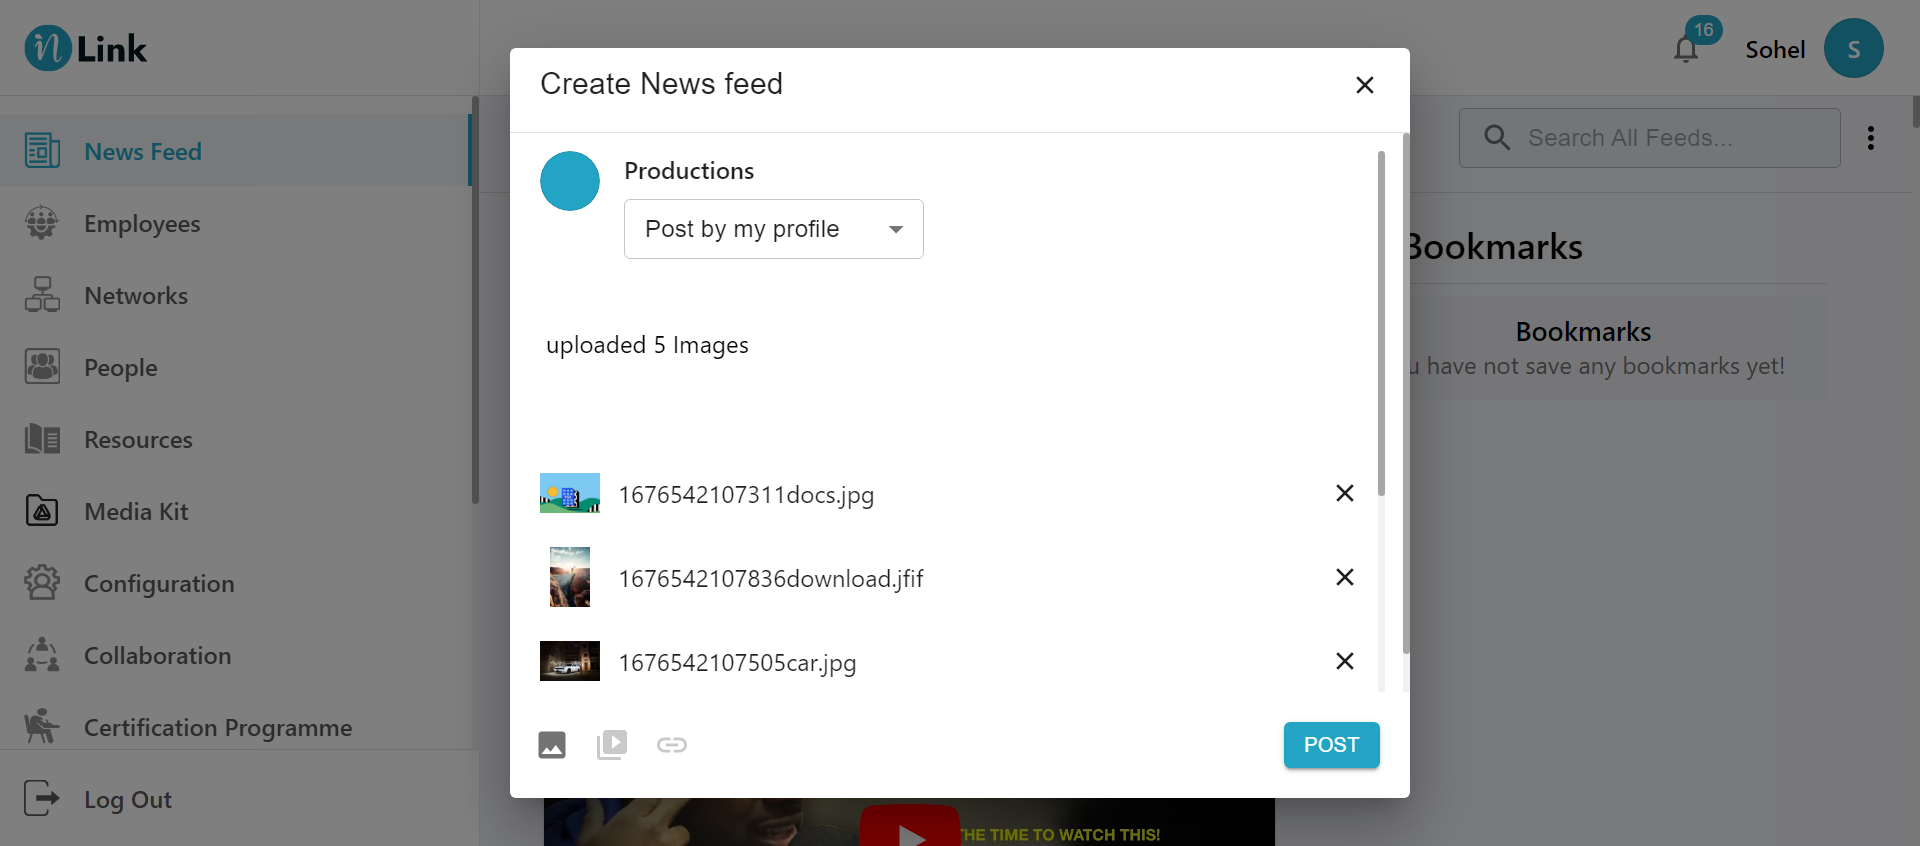 n Link
16
Sohel
S
News Feed
Employees
Networks
People
Resources
Media Kit
Configuration
Collaboration
Certification Programme
Log Out
Create News feed
Productions
Post by my profile
uploaded 5 Images
1676542107311docs.jpg
1676542107836download.jfif
1676542107505car.jpg
POST
Search All Feeds...
Bookmarks
Bookmarks
u have not save any bookmarks yet!
THE TIME TO WATCH THIS!